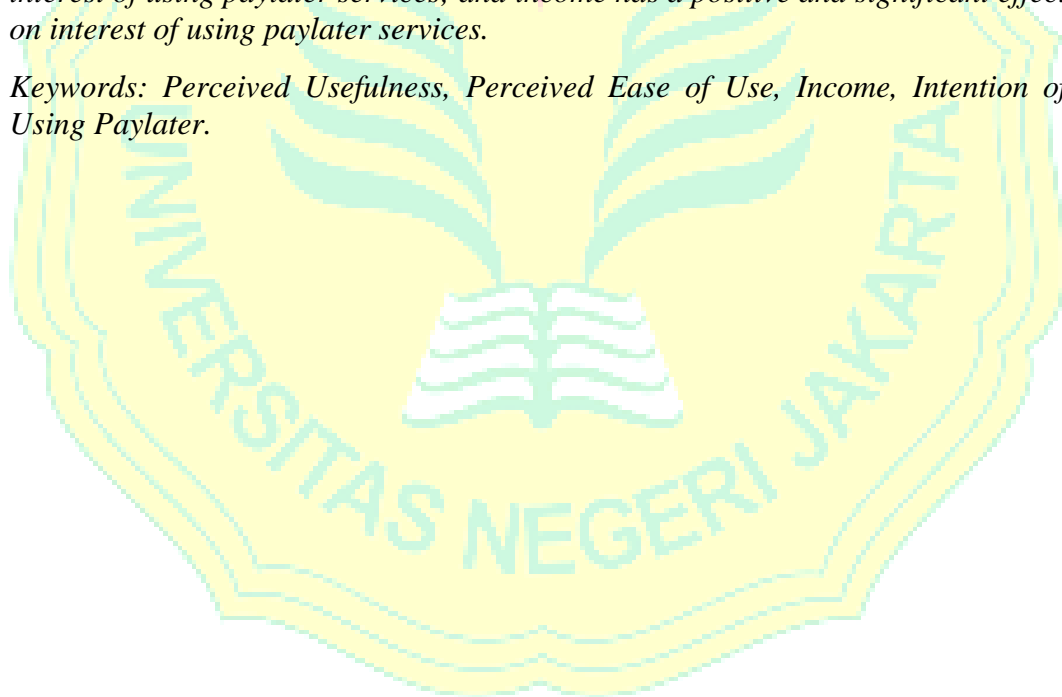 interest of using paylater services, and income has a positive and significant effect
on interest of using paylater services.
Keywords: Perceived Usefulness, Perceived Ease of Use, Income, Intention of
Using Paylater.
UNIVERSITAS NEGERI JAKARTA